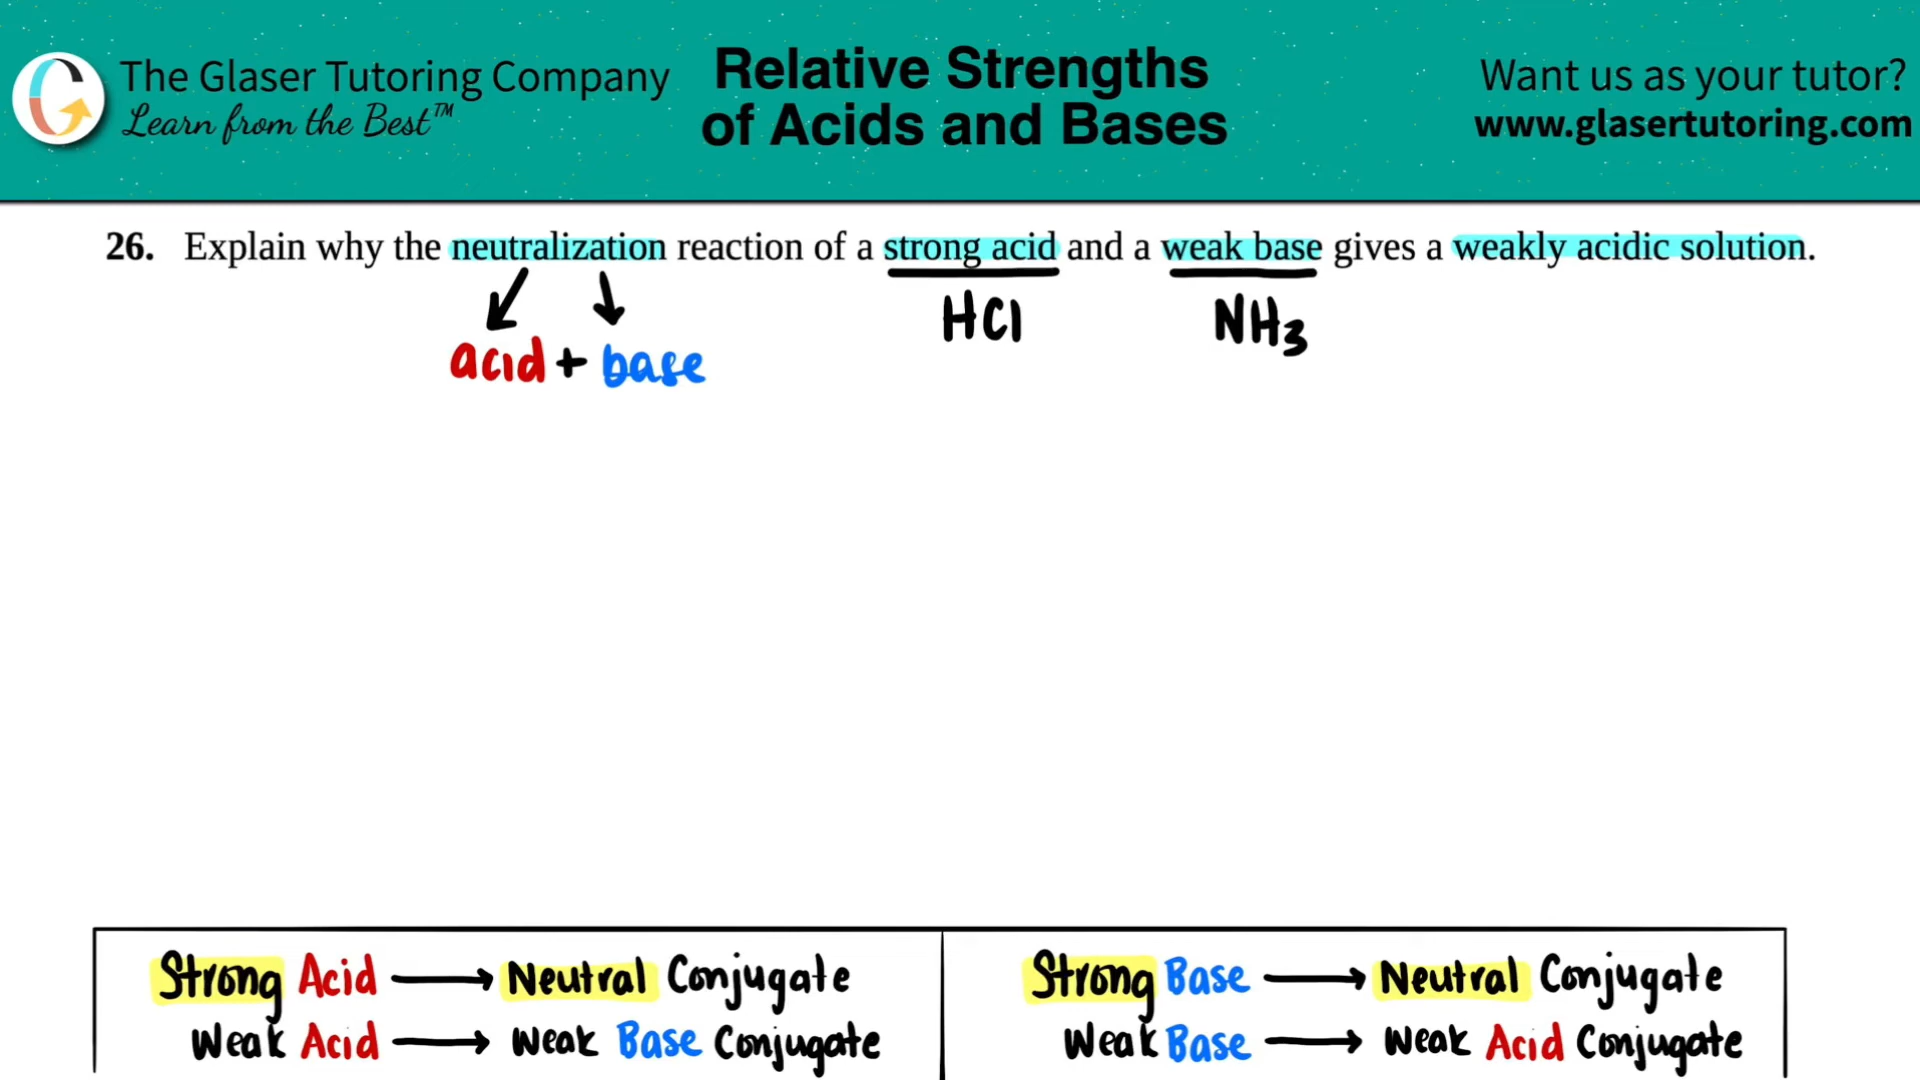 The Glaser Tutoring Company
Learn from the Best™
Relative Strengths
of Acids and Bases
Want us as your tutor?
www.glasertutoring.com
26. Explain why the neutralization reaction of a strong acid and a weak base gives a weakly acidic solution.
HCl
NH3
acid + base
Strong Acid → Neutral Conjugate
Weak Acid → Weak Base Conjugate
Strong Base → Neutral Conjugate
Weak Base → Weak Acid Conjugate